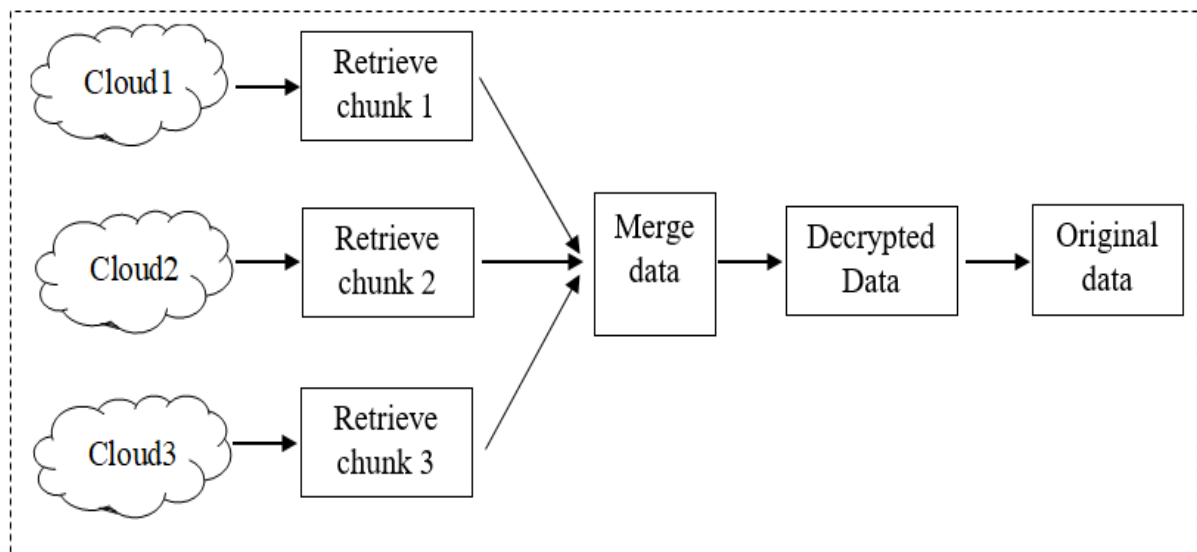 Cloud1
Retrieve
chunk 1
Cloud2
Retrieve
chunk 2
Cloud3
Retrieve
chunk 3
Merge
data
Decrypted
Data
Original
data